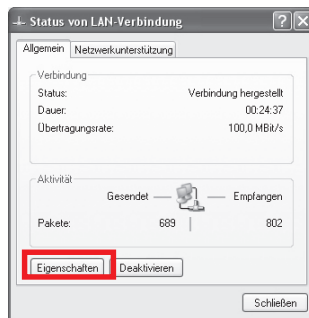 Status von LAN-Verbindung
Allgemein Netzwerkunterstützung
Verbindung
Status: Verbindung hergestellt
Dauer: 00:24:37
Übertragungsrate: 100,0 MBit/s
Aktivität
Gesendet Empfangen
Pakete: 689 802
Eigenschaften Deaktivieren
Schließen